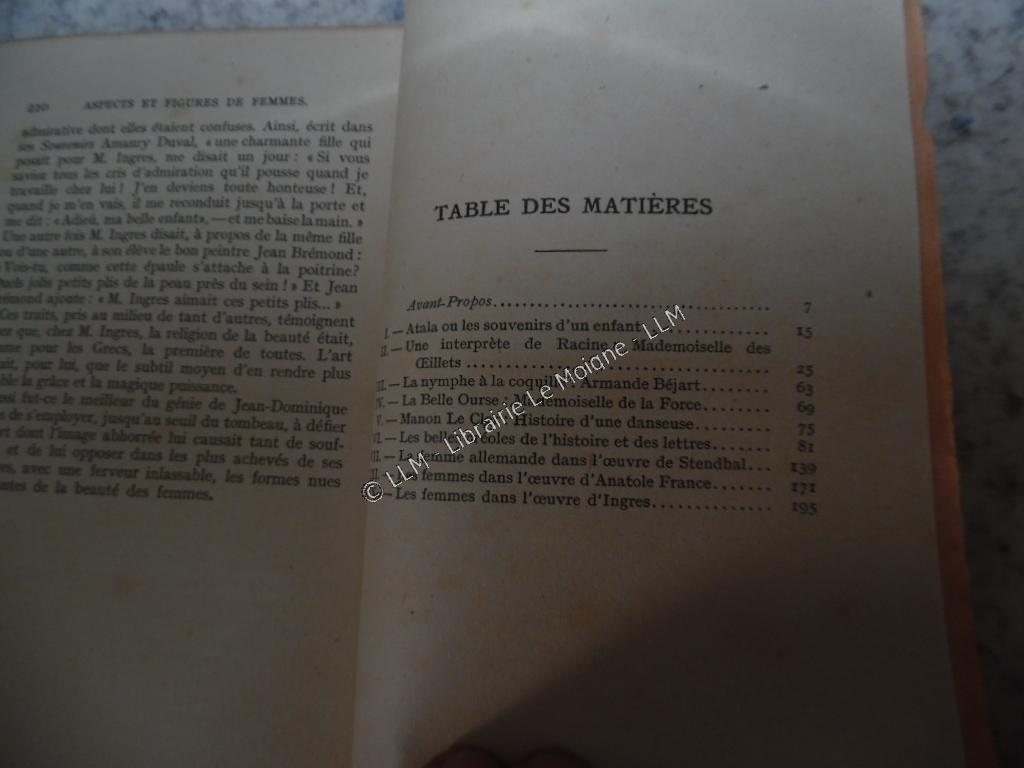 220 ASPECTS ET FIGURES DE FEMMES.
admirative dont elles étaient confuses. Ainsi, écrit dans
ses Souvenirs Amaury Duval, « une charmante fille qui
posait pour M. Ingres, me disait un jour : « Si vous
saviez tous les cris d'admiration qu'il pousse quand je
travaille chez lui ! J'en deviens toute honteuse ! Et,
quand je m'en vais, il me reconduit jusqu'à la porte et
me dit : « Adieu, ma belle enfant», — et me baise la main. »
Une autre fois M. Ingres disait, à propos de la même fille
ou d'une autre, à son élève le bon peintre Jean Brémond :
Vois-tu, comme cette épaule s'attache à la poitrine?
uels jolis petits plis de la peau près du sein ! » Et Jean
émond ajoute : « M. Ingres aimait ces petits plis... »
Ces traits, pris au milieu de tant d'autres, témoignent
que, chez M. Ingres, la religion de la beauté était,
me pour les Grecs, la première de toutes. L'art
ait, pour lui, que le subtil moyen d'en rendre plus
ble la grâce et la magique puissance.
ssi fut-ce le meilleur du génie de Jean-Dominique
s de s'employer, jusqu'au seuil du tombeau, à défier
rt dont l'image abhorrée lui causait tant de souf-
et de lui opposer dans les plus achevés de ses
es, avec une ferveur inlassable, les formes nues
ntes de la beauté des femmes.
TABLE DES MATIÈRES
Avant-Propos........ 7
I. — Atala ou les souvenirs d'un enfant........ 15
II. — Une interprète de Racine : Mademoiselle des
Œillets........ 25
III. — La nymphe à la coquille : Armande Béjart........ 63
IV. — La Belle Ourse : Mademoiselle de la Force........ 69
V. — Manon Le Histoire d'une danseuse........ 75
VI. — Les belles de l'histoire et des lettres........ 81
II. — La femme allemande dans l'œuvre de Stendhal... 139
II. — Les femmes dans l'œuvre d'Anatole France........ 171
— Les femmes dans l'œuvre d'Ingres........ 195
© LLM - Librairie Le Moigne - LLM